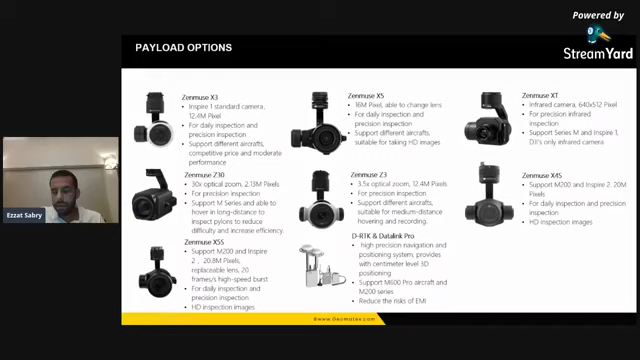 Powered by
StreamYard
PAYLOAD OPTIONS
Zenmuse X3
• Inspire 1 standard camera,
12.4M Pixel
• For daily inspection and
precision inspection
• Support different aircrafts,
competitive price and moderate
performance
Zenmuse X5
• 16M Pixel, able to change lens
• For daily inspection and
precision inspection
• Support different aircrafts,
suitable for taking HD images
Zenmuse XT
• Infrared camera, 640x512 Pixel
• For precision infrared
inspection
• Support Series M and Inspire 1,
DJI's only infrared camera
Zenmuse Z30
• 30x optical zoom, 2.13M Pixels
• For precision inspection
• Support M Series and able to
hover in long-distance to
inspect pylons to reduce
difficulty and increase efficiency.
Zenmuse Z3
• 3.5x optical zoom, 12.4M Pixels
• For precision inspection
• Support different aircrafts,
suitable for medium-distance
hovering and recording.
Zenmuse X4S
• Support M200 and Inspire 2, 20M
Pixels
• For daily inspection and precision
inspection
• HD inspection images
Zenmuse X5S
• Support M200 and Inspire
2, 20.8M Pixels,
replaceable lens, 20
frames/s high-speed burst
• For daily inspection and
precision inspection
• HD inspection images
D-RTK & Datalink Pro
• high precision navigation and
positioning system, provides
with centimeter level 3D
positioning
• Support M600 Pro aircraft and
M200 series
• Reduce the risks of EMI
Ezzat Sabry
www.Geomatex.com